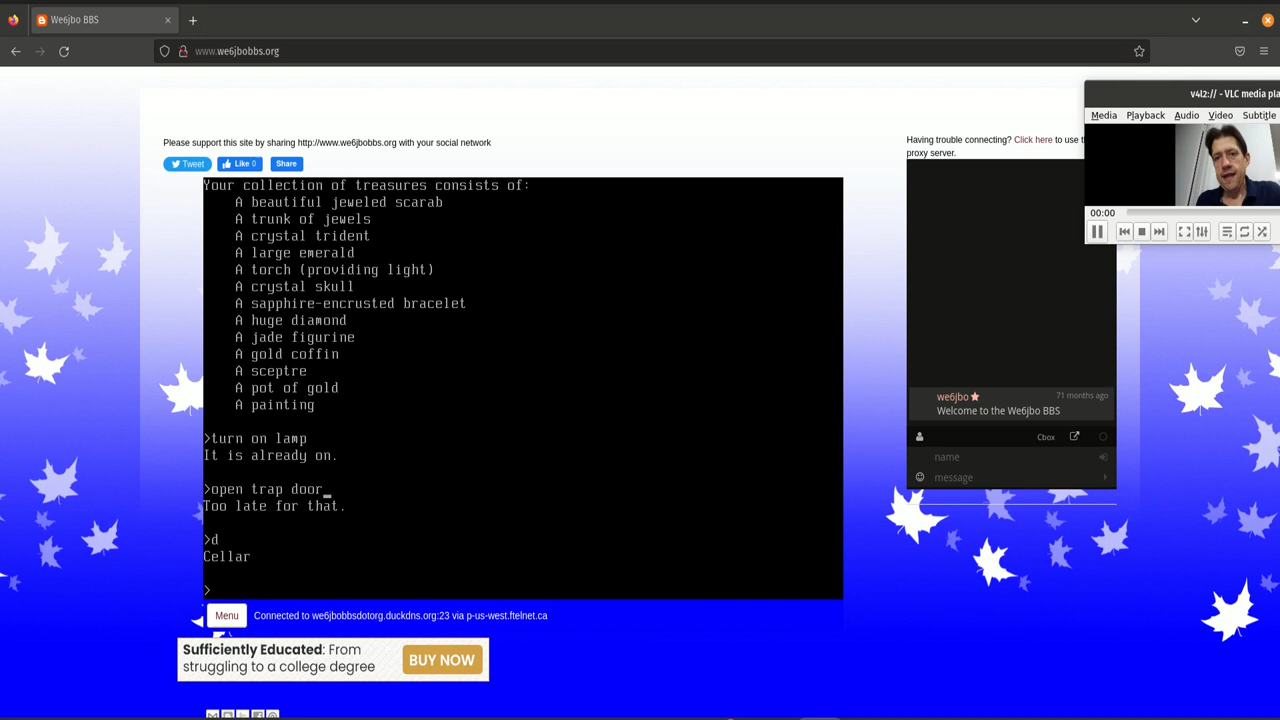 We6jbo BBS
www.we6jbobbs.org
v4l2:// - VLC media pla
Media Playback Audio Video Subtitle
00:00
Please support this site by sharing http://www.we6jbobbs.org with your social network
Tweet
Like 0
Share
Having trouble connecting? Click here to use t
proxy server.
Your collection of treasures consists of:
A beautiful jeweled scarab
A trunk of jewels
A crystal trident
A large emerald
A torch (providing light)
A crystal skull
A sapphire-encrusted bracelet
A huge diamond
A jade figurine
A gold coffin
A sceptre
A pot of gold
A painting
>turn on lamp
It is already on.
>open trap door_
Too late for that.
>d
Cellar
>
we6jbo 71 months ago
Welcome to the We6jbo BBS
Cbox
name
message
Menu
Connected to we6jbobbsdotorg.duckdns.org:23 via p-us-west.ftelnet.ca
Sufficiently Educated: From
struggling to a college degree
BUY NOW